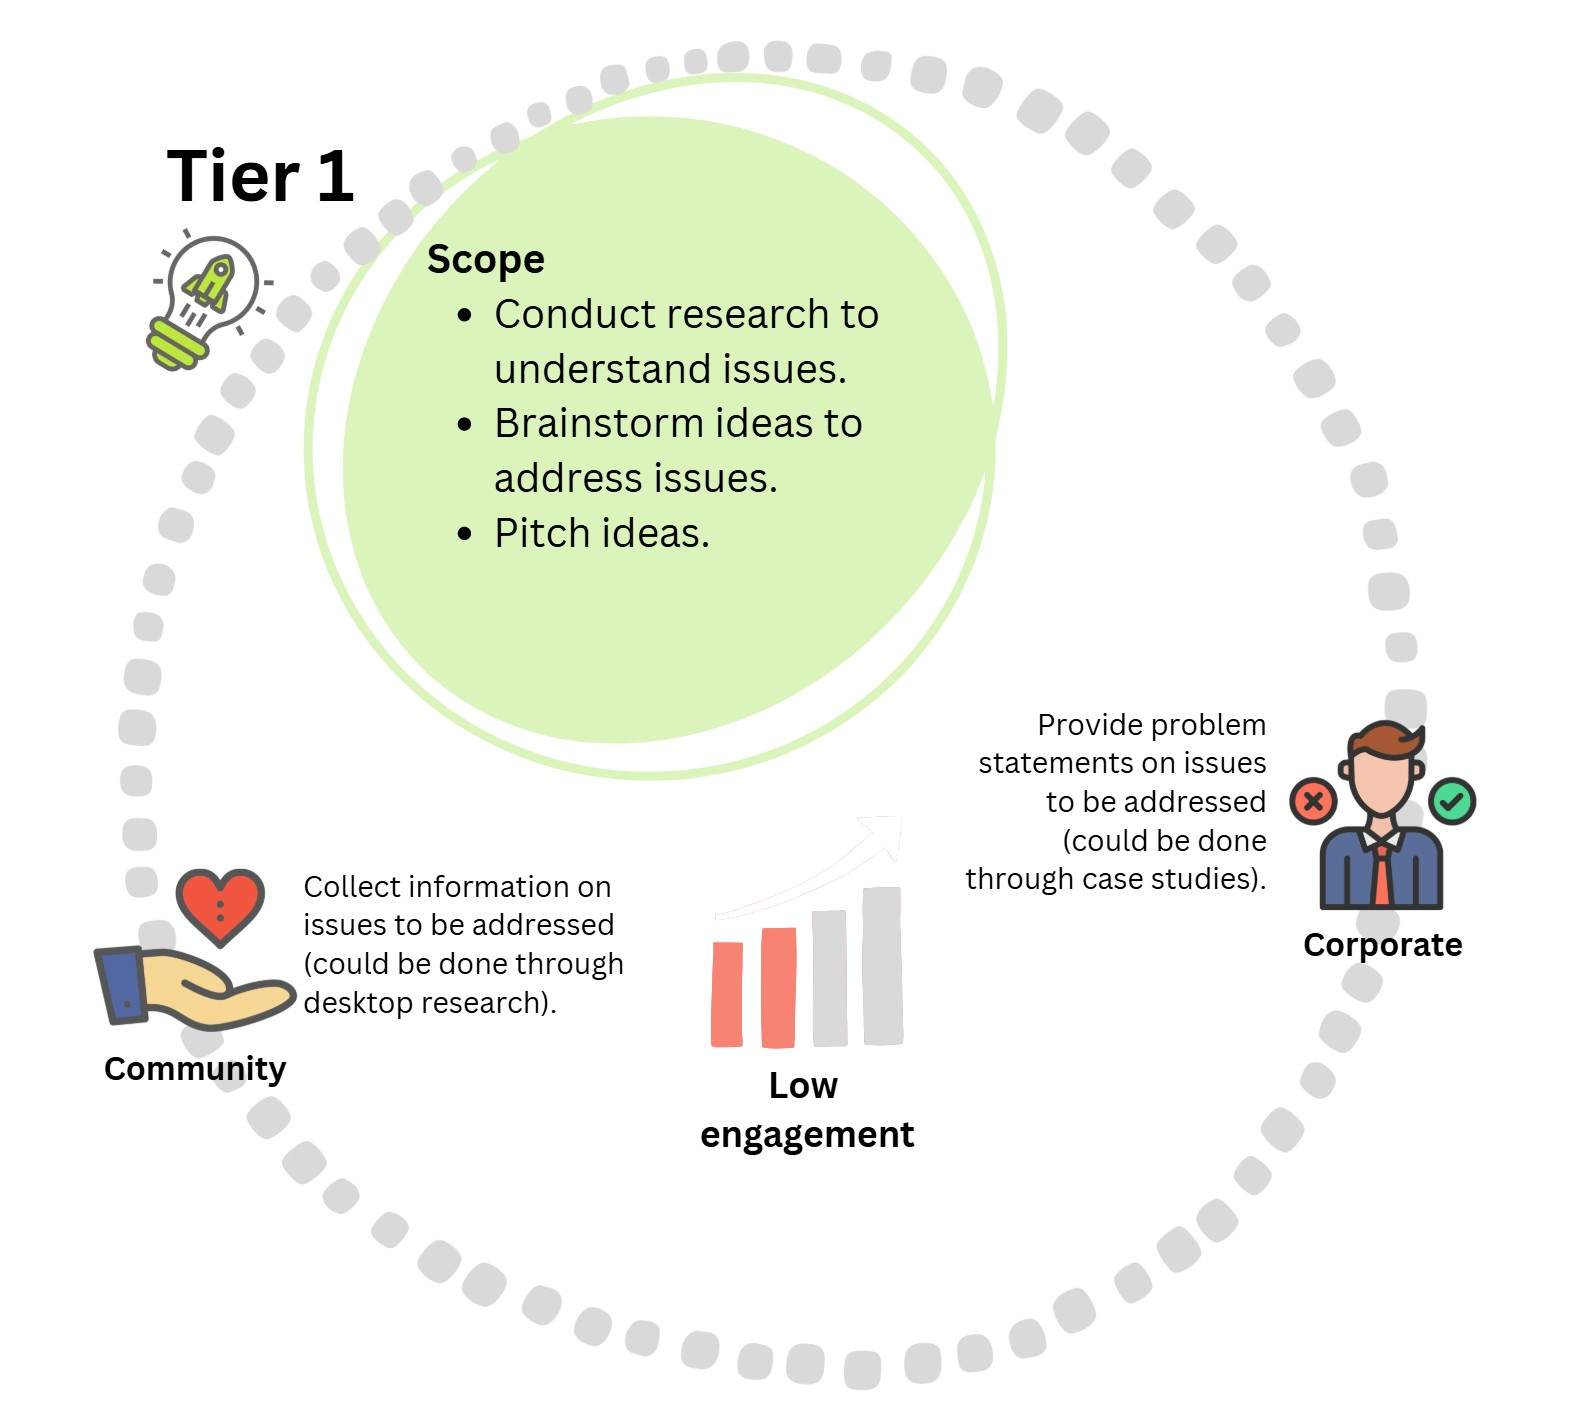 Tier 1
Scope
• Conduct research to
understand issues.
• Brainstorm ideas to
address issues.
• Pitch ideas.
Provide problem
statements on issues
to be addressed
(could be done
through case studies).
Corporate
Collect information on
issues to be addressed
(could be done through
desktop research).
Community
Low
engagement